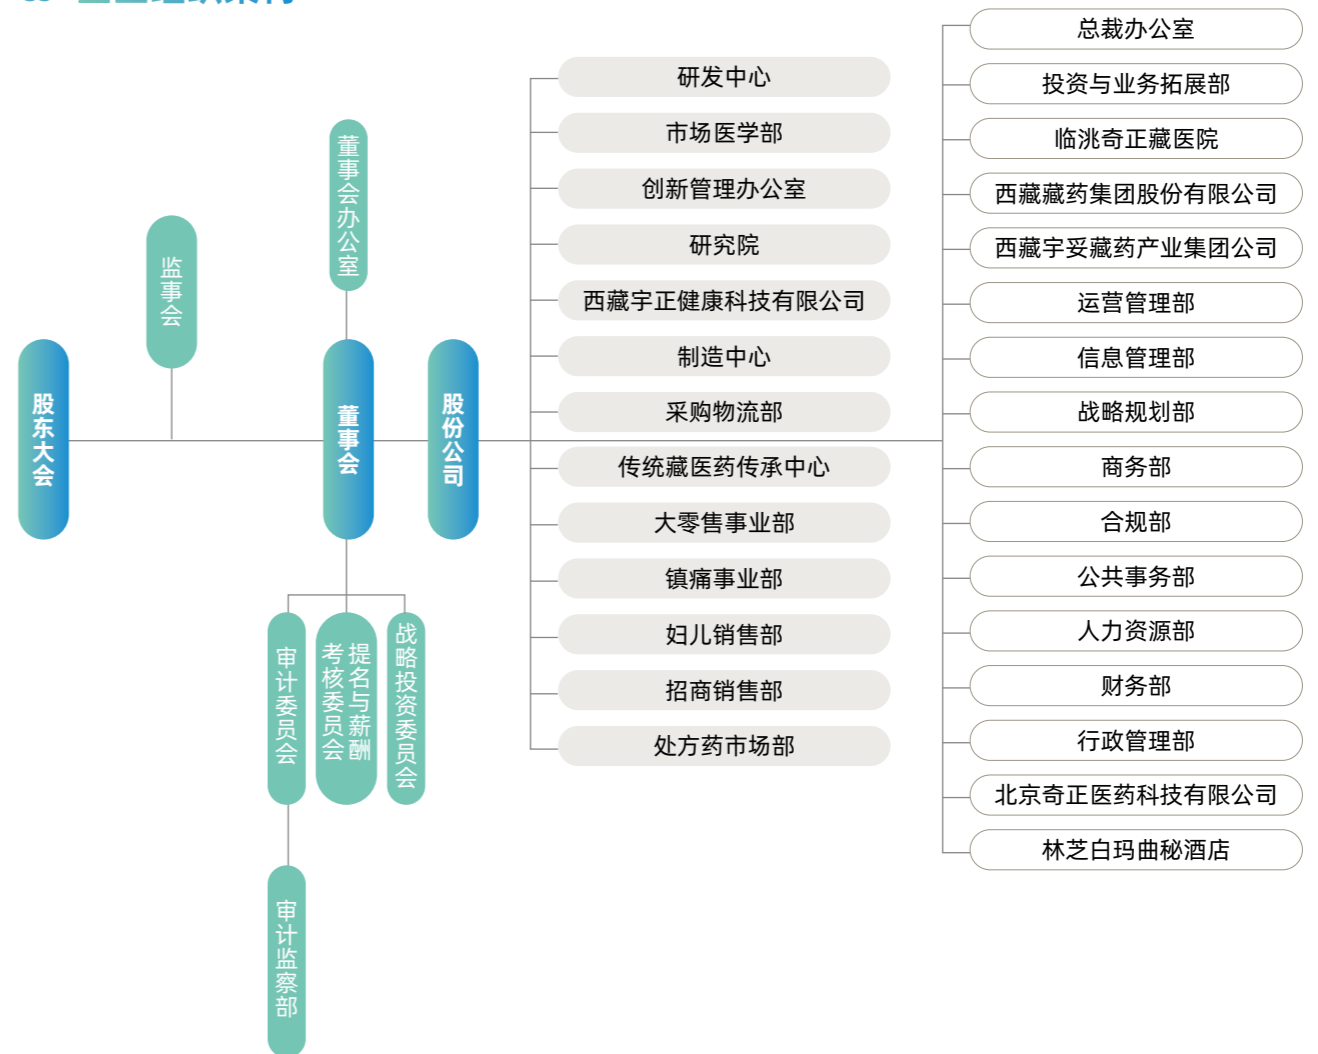 股东大会
监事会
董事会办公室
董事会
股份公司
审计委员会
提名与薪酬
考核委员会
战略投资委员会
审计监察部
研发中心
市场医学部
创新管理办公室
研究院
西藏宇正健康科技有限公司
制造中心
采购物流部
传统藏医药传承中心
大零售事业部
镇痛事业部
妇儿销售部
招商销售部
处方药市场部
总裁办公室
投资与业务拓展部
临洮奇正藏医院
西藏藏药集团股份有限公司
西藏宇妥藏药产业集团公司
运营管理部
信息管理部
战略规划部
商务部
合规部
公共事务部
人力资源部
财务部
行政管理部
北京奇正医药科技有限公司
林芝白玛曲秘酒店